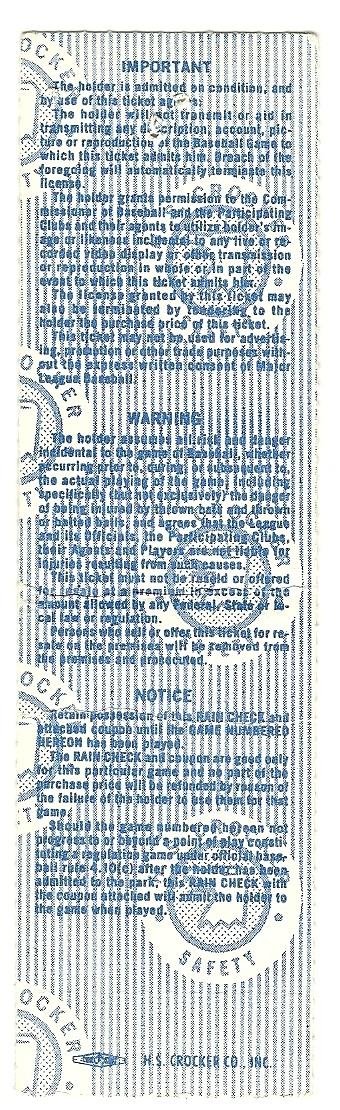 IMPORTANT
The holder is admitted on condition, and
by use of this ticket agrees.
The holder will not transmit or aid in
transmitting any description, account, pic-
ture or reproduction of the Baseball Game to
which this ticket admits him. Breach of the
foregoing will automatically terminate this
license.
The holder grants permission to the Com-
missioner of Baseball and the Participating
Clubs and their agents to utilize holder's im-
age or likeness incidental to any live or re-
corded video display or other transmission
or reproduction in whole or in part of the
event to which this ticket admits him.
The license granted by this ticket may
also be terminated by tendering to the
holder the purchase price of this ticket.
This ticket may not be used for advertis-
ing, promotion or other trade purposes with-
out the express written consent of Major
League Baseball.
WARNING
The holder assumes all risk and danger
incidental to the game of Baseball, whether
occurring prior to, during, or subsequent to,
the actual playing of the game, including
specifically (but not exclusively) the danger
of being injured by thrown bats and thrown
or batted balls, and agrees that the League
and its Officials, the Participating Clubs,
their Agents and Players are not liable for
injuries resulting from such causes.
This ticket must not be resold or offered
for resale at a premium in excess of the
amount allowed by any Federal, State or lo-
cal law or regulation.
Persons who sell or offer this ticket for re-
sale on the premises will be removed from
the premises and prosecuted.
NOTICE
Retain possession of this RAIN CHECK and
attached coupon until the GAME NUMBERED
HEREON has been played.
The RAIN CHECK and coupon are good only
for this particular game and no part of the
purchase price will be refunded by reason of
the failure of the holder to use them for that
game.
Should the game numbered hereon not
progress to or beyond a point of play consti-
tuting a regulation game under official base-
ball rule 4.10(c) after the holder has been
admitted to the park, this RAIN CHECK with
the coupon attached will admit the holder to
the game when played.
SAFETY
CROCKER
H.S. CROCKER CO., INC.